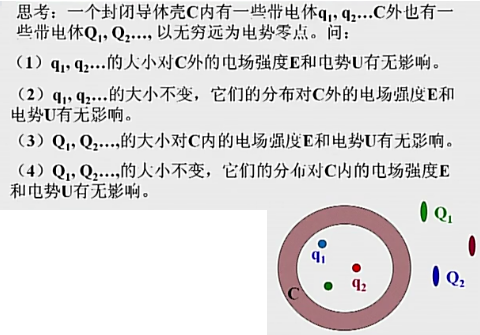 思考：一个封闭导体壳C内有一些带电体q1, q2…C外也有一
些带电体Q1, Q2…, 以无穷远为电势零点。问：
（1）q1, q2…的大小对C外的电场强度E和电势U有无影响。
（2）q1, q2…的大小不变，它们的分布对C外的电场强度E和
电势U有无影响。
（3）Q1, Q2…,的大小对C内的电场强度E和电势U有无影响。
（4）Q1, Q2…,的大小不变，它们的分布对C内的电场强度E
和电势U有无影响。
Q1
q1
q2
Q2
C